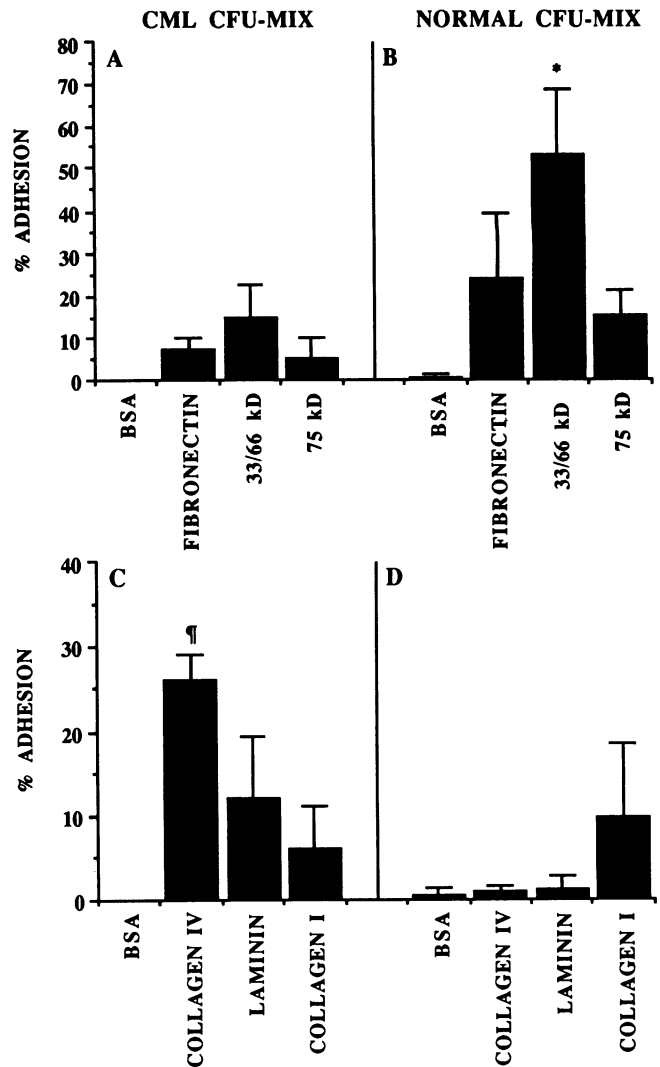 CML CFU-MIX
NORMAL CFU-MIX
A
B
*
% ADHESION
80
70
60
50
40
30
20
10
0
BSA
FIBRONECTIN
33/66 kD
75 kD
BSA
FIBRONECTIN
33/66 kD
75 kD
C
D
¶
% ADHESION
40
30
20
10
0
BSA
COLLAGEN IV
LAMININ
COLLAGEN I
BSA
COLLAGEN IV
LAMININ
COLLAGEN I